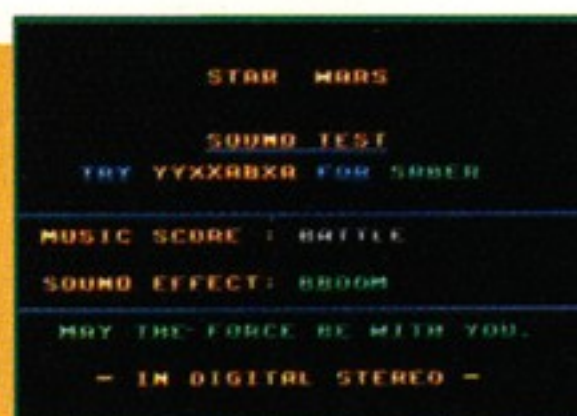 STAR WARS
SOUND TEST
TRY YYXXABXA FOR SABER
MUSIC SCORE : BATTLE
SOUND EFFECT: BBOOM
MAY THE FORCE BE WITH YOU.
- IN DIGITAL STEREO -